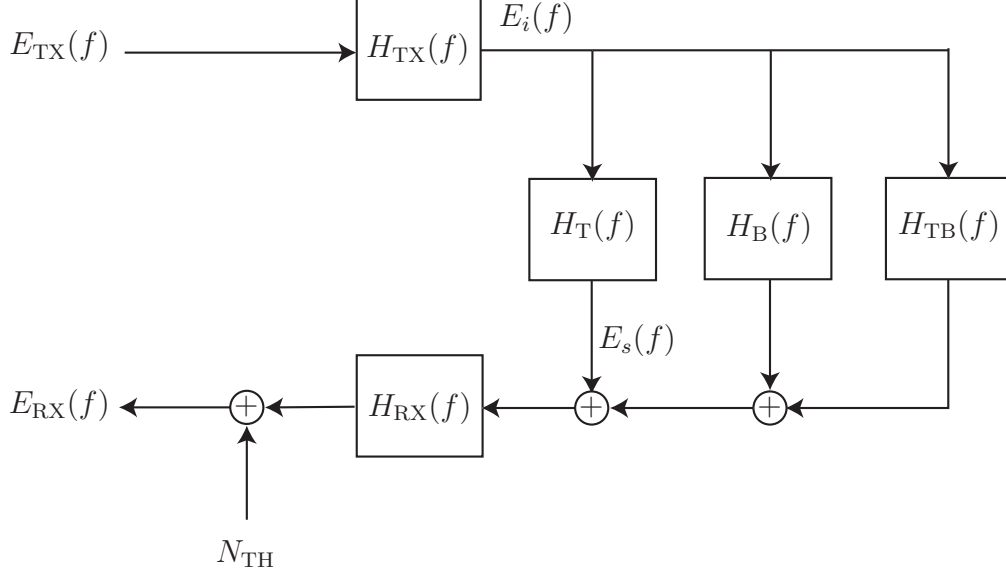 E_i(f)
E_TX(f)
H_TX(f)
H_T(f)
H_B(f)
H_TB(f)
E_s(f)
E_RX(f)
+
H_RX(f)
+
+
N_TH